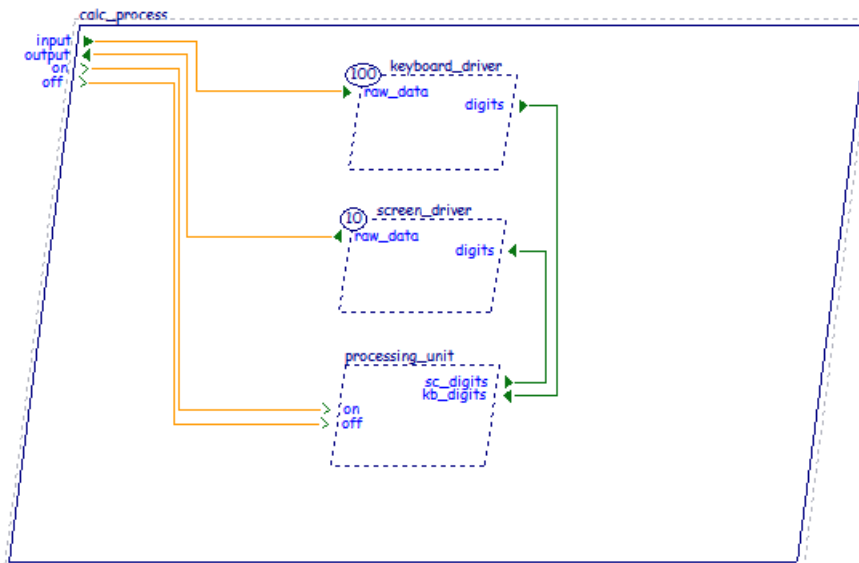 calc_process
input
output
on
off
100
keyboard_driver
raw_data
digits
10
screen_driver
raw_data
digits
processing_unit
sc_digits
kb_digits
on
off